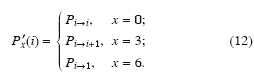 P_{i→i}, x = 0;
P'_x(i) = { P_{i→i+1}, x = 3; (12)
P_{i→1}, x = 6.